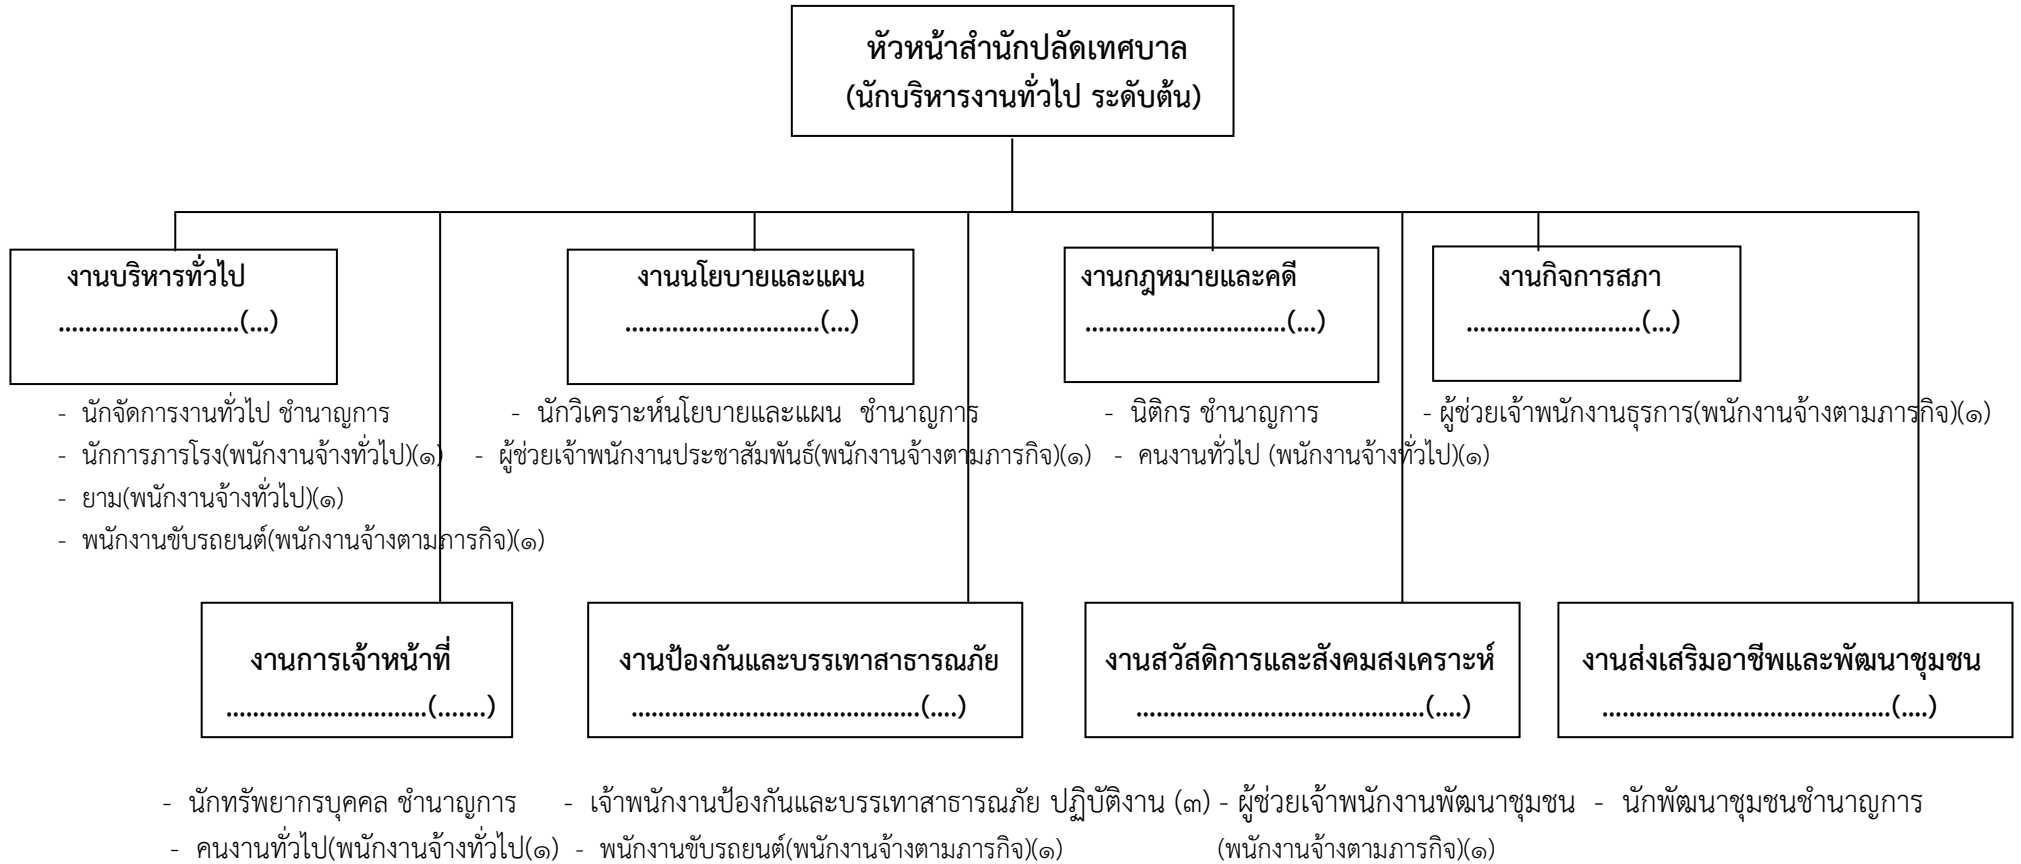 หัวหน้าสำนักปลัดเทศบาล
(นักบริหารงานทั่วไป ระดับต้น)
งานบริหารทั่วไป
...........................(...)
งานนโยบายและแผน
.............................(...)
งานกฎหมายและคดี
..............................(...)
งานกิจการสภา
..........................(...)
- นักจัดการงานทั่วไป ชำนาญการ
- นักการภารโรง(พนักงานจ้างทั่วไป)(๑)
- ยาม(พนักงานจ้างทั่วไป)(๑)
- พนักงานขับรถยนต์(พนักงานจ้างตามภารกิจ)(๑)
- นักวิเคราะห์นโยบายและแผน ชำนาญการ
- ผู้ช่วยเจ้าพนักงานประชาสัมพันธ์(พนักงานจ้างตามภารกิจ)(๑)
- นิติกร ชำนาญการ
- คนงานทั่วไป (พนักงานจ้างทั่วไป)(๑)
- ผู้ช่วยเจ้าพนักงานธุรการ(พนักงานจ้างตามภารกิจ)(๑)
งานการเจ้าหน้าที่
..............................(.......)
งานป้องกันและบรรเทาสาธารณภัย
...........................................(....)
งานสวัสดิการและสังคมสงเคราะห์
...........................................(....)
งานส่งเสริมอาชีพและพัฒนาชุมชน
...........................................(....)
- นักทรัพยากรบุคคล ชำนาญการ
- คนงานทั่วไป(พนักงานจ้างทั่วไป(๑)
- เจ้าพนักงานป้องกันและบรรเทาสาธารณภัย ปฏิบัติงาน (๓)
- พนักงานขับรถยนต์(พนักงานจ้างตามภารกิจ)(๑)
- ผู้ช่วยเจ้าพนักงานพัฒนาชุมชน
(พนักงานจ้างตามภารกิจ)(๑)
- นักพัฒนาชุมชนชำนาญการ